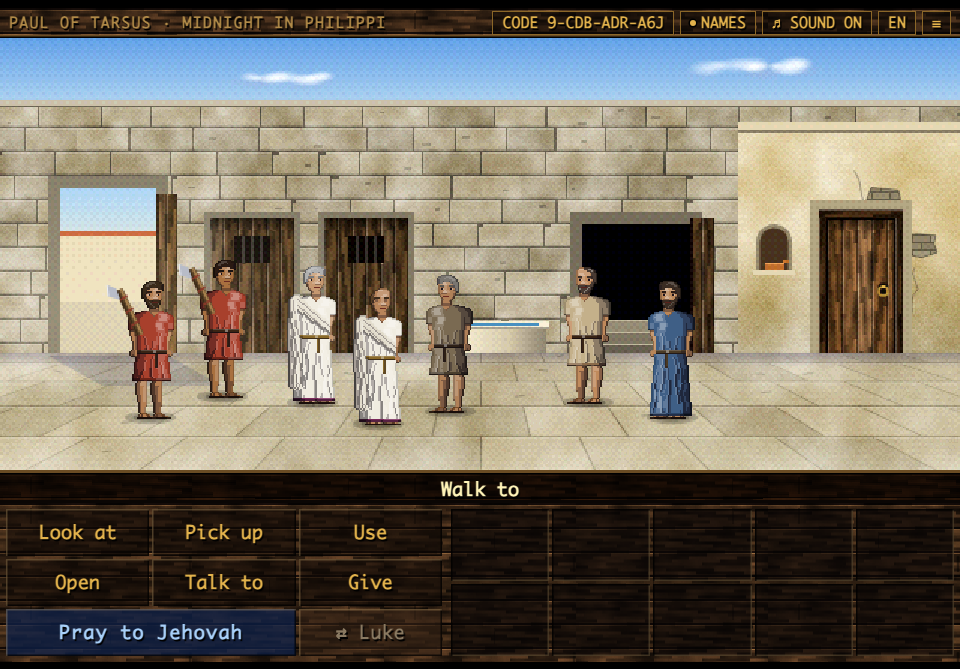 PAUL OF TARSUS · MIDNIGHT IN PHILIPPI
CODE 9-CDB-ADR-A6J
• NAMES
♬ SOUND ON
EN
≡
Walk to
Look at
Pick up
Use
Open
Talk to
Give
Pray to Jehovah
⇄ Luke